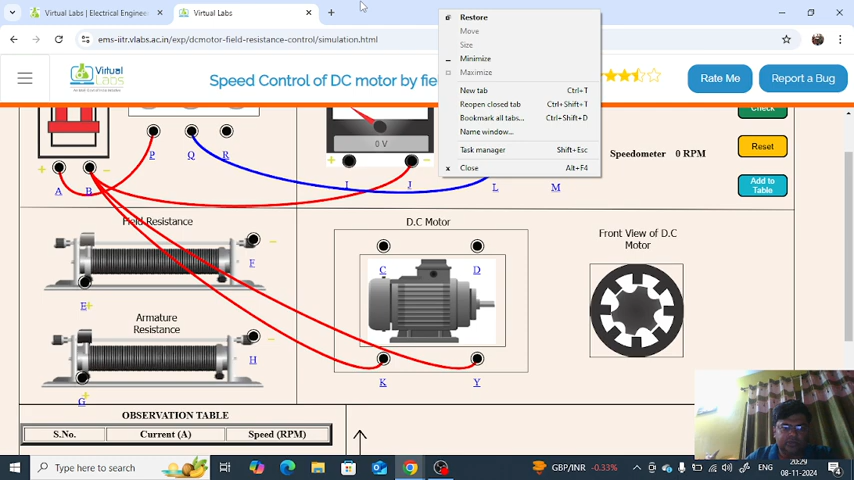 Virtual Labs | Electrical Enginee
Virtual Labs
ems-iitr.vlabs.ac.in/exp/dcmotor-field-resistance-control/simulation.html
Virtual
Labs
Speed Control of DC motor by fie
Rate Me
Report a Bug
Restore
Move
Size
Minimize
Maximize
New tab Ctrl+T
Reopen closed tab Ctrl+Shift+T
Bookmark all tabs... Ctrl+Shift+D
Name window...
Task manager Shift+Esc
Close Alt+F4
Check
P Q R
0 V
Speedometer 0 RPM
Reset
Add to
Table
+ A B −
+ I J −
L M
Field Resistance
F −
E +
Armature
Resistance
H −
G +
D.C Motor
C D
K Y
Front View of D.C
Motor
OBSERVATION TABLE
S.No. Current (A) Speed (RPM)
Type here to search
GBP/INR -0.33%
ENG
20:29
08-11-2024
4